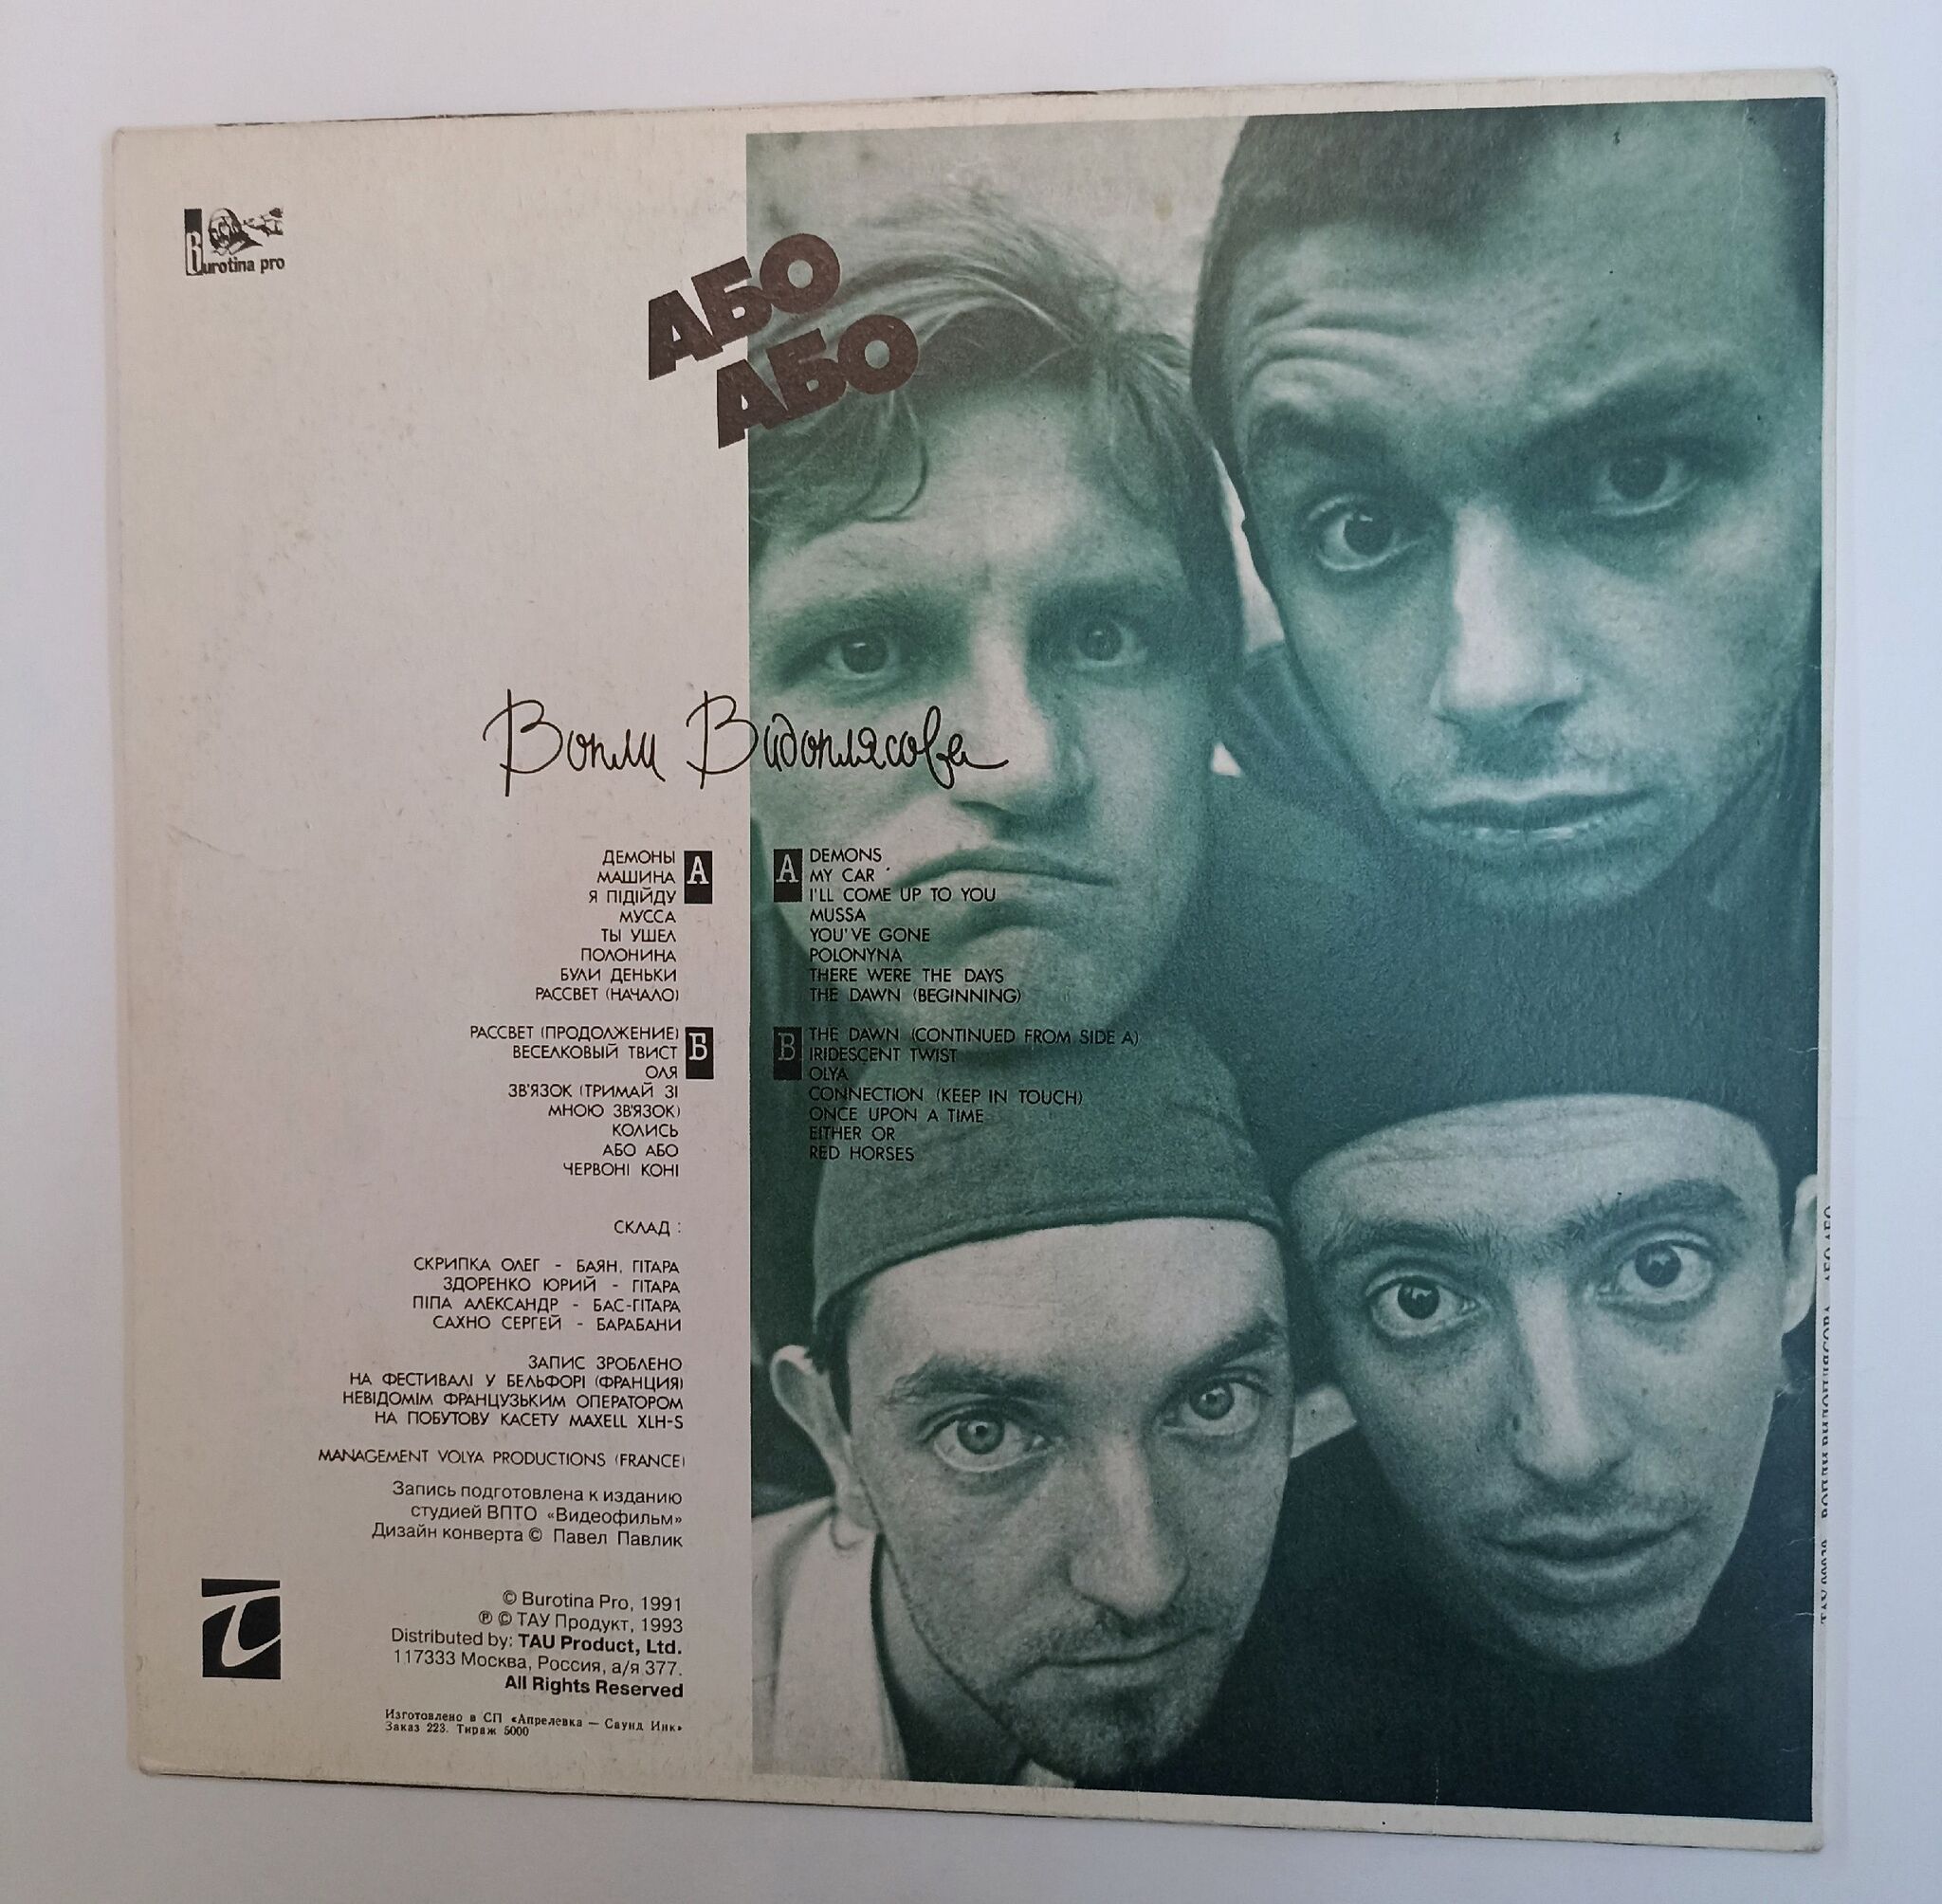 Burotina pro
АБО
АБО
Вопли Видоплясова
А
ДЕМОНЫ
МАШИНА
Я ПІДІЙДУ
МУССА
ТЫ УШЕЛ
ПОЛОНИНА
БУЛИ ДЕНЬКИ
РАССВЕТ (НАЧАЛО)
Б
РАССВЕТ (ПРОДОЛЖЕНИЕ)
ВЕСЕЛКОВЫЙ ТВИСТ
ОЛЯ
ЗВ'ЯЗОК (ТРИМАЙ ЗІ
МНОЮ ЗВ'ЯЗОК)
КОЛИСЬ
АБО АБО
ЧЕРВОНІ КОНІ
A
DEMONS
MY CAR
I'LL COME UP TO YOU
MUSSA
YOU'VE GONE
POLONYNA
THERE WERE THE DAYS
THE DAWN (BEGINNING)
B
THE DAWN (CONTINUED FROM SIDE A)
IRIDESCENT TWIST
OLYA
CONNECTION (KEEP IN TOUCH)
ONCE UPON A TIME
EITHER OR
RED HORSES
СКЛАД :
СКРИПКА ОЛЕГ - БАЯН, ГІТАРА
ЗДОРЕНКО ЮРИЙ - ГІТАРА
ПІПА АЛЕКСАНДР - БАС-ГІТАРА
САХНО СЕРГЕЙ - БАРАБАНИ
ЗАПИС ЗРОБЛЕНО
НА ФЕСТИВАЛІ У БЕЛЬФОРІ (ФРАНЦИЯ)
НЕВІДОМІМ ФРАНЦУЗЬКИМ ОПЕРАТОРОМ
НА ПОБУТОВУ КАСЕТУ MAXELL XLH-S
MANAGEMENT VOLYA PRODUCTIONS (FRANCE)
Запись подготовлена к изданию
студией ВПТО «Видеофильм»
Дизайн конверта © Павел Павлик
© Burotina Pro, 1991
℗ © ТАУ Продукт, 1993
Distributed by: TAU Product, Ltd.
117333 Москва, Россия, а/я 377.
All Rights Reserved
Изготовлено в СП «Апрелевка — Саунд Инк»
Заказ 223. Тираж 5000